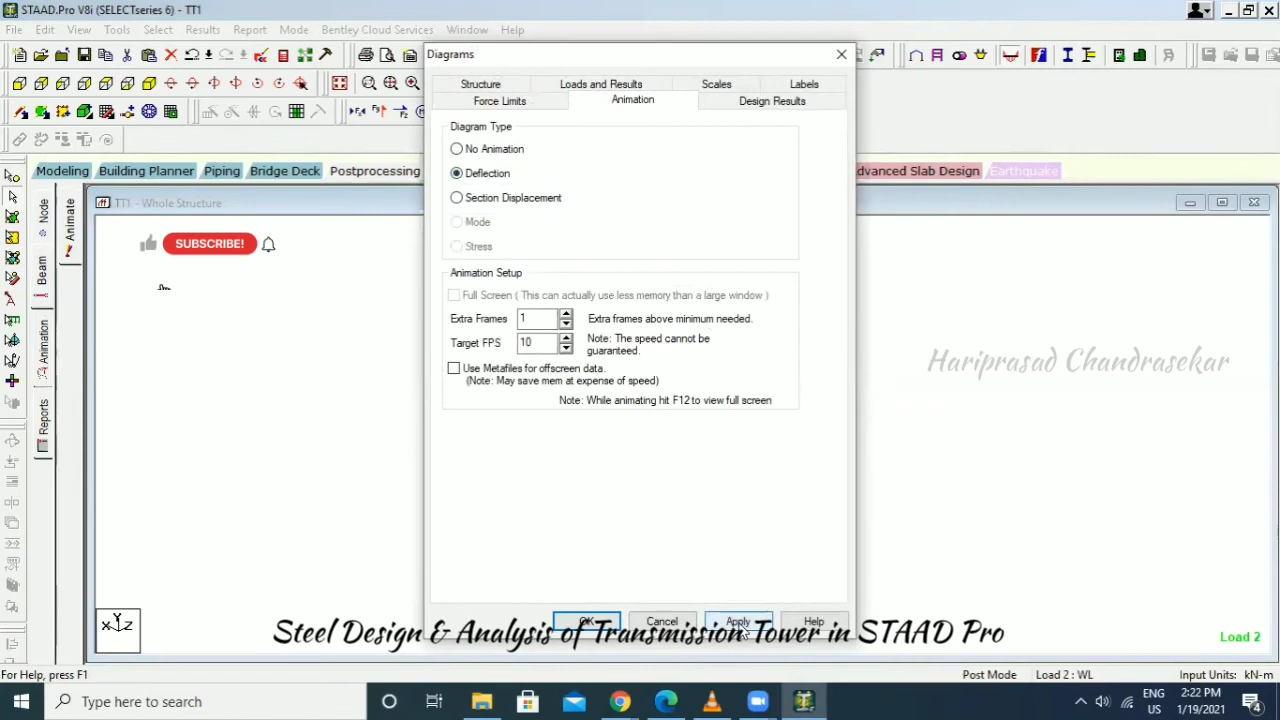 STAAD.Pro V8i (SELECTseries 6) - TT1
File Edit View Tools Select Results Report Mode Bentley Cloud Services Window Help
Diagrams
Structure Loads and Results Scales Labels
Force Limits Animation Design Results
Diagram Type
No Animation
Deflection
Section Displacement
Mode
Stress
Animation Setup
Full Screen ( This can actually use less memory than a large window )
Extra Frames 1 Extra frames above minimum needed.
Target FPS 10 Note: The speed cannot be
guaranteed.
Use Metafiles for offscreen data.
(Note: May save mem at expense of speed)
Note: While animating hit F12 to view full screen
OK Cancel Apply Help
Modeling Building Planner Piping Bridge Deck Postprocessing dvanced Slab Design Earthquake
TT1 - Whole Structure
Node
Beam
Animation
Reports
Animate
SUBSCRIBE!
Hariprasad Chandrasekar
Y
X Z
Steel Design & Analysis of Transmission Tower in STAAD Pro
Load 2
For Help, press F1 Post Mode Load 2 : WL Input Units: kN-m
Type here to search
ENG
US
2:22 PM
1/19/2021
4